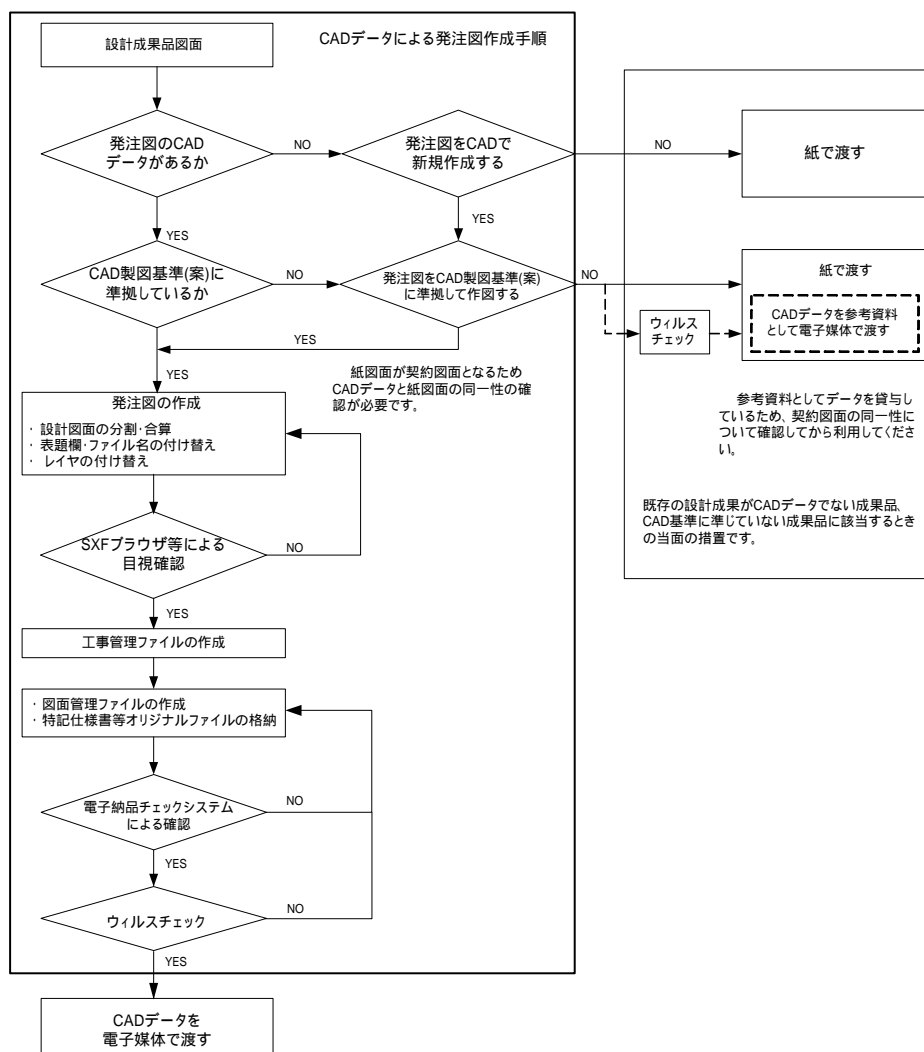 CADデータによる発注図作成手順
設計成果品図面
発注図のCAD
データがあるか
NO
発注図をCADで
新規作成する
NO
紙で渡す
YES
YES
CAD製図基準(案)に
準拠しているか
NO
発注図をCAD製図基準(案)
に準拠して作図する
NO
紙で渡す
CADデータを参考資料
として電子媒体で渡す
ウィルス
チェック
YES
YES
紙図面が契約図面となるため
CADデータと紙図面の同一性の確
認が必要です。
参考資料としてデータを貸与し
ているため、契約図面の同一性に
ついて確認してから利用してくださ
い。
既存の設計成果がCADデータでない成果品、
CAD基準に準じていない成果品に該当するとき
の当面の措置です。
発注図の作成
・設計図面の分割・合算
・表題欄・ファイル名の付け替え
・レイヤの付け替え
SXFブラウザ等による
目視確認
NO
YES
工事管理ファイルの作成
・図面管理ファイルの作成
・特記仕様書等オリジナルファイルの格納
電子納品チェックシステム
による確認
NO
YES
ウィルスチェック
NO
YES
CADデータを
電子媒体で渡す